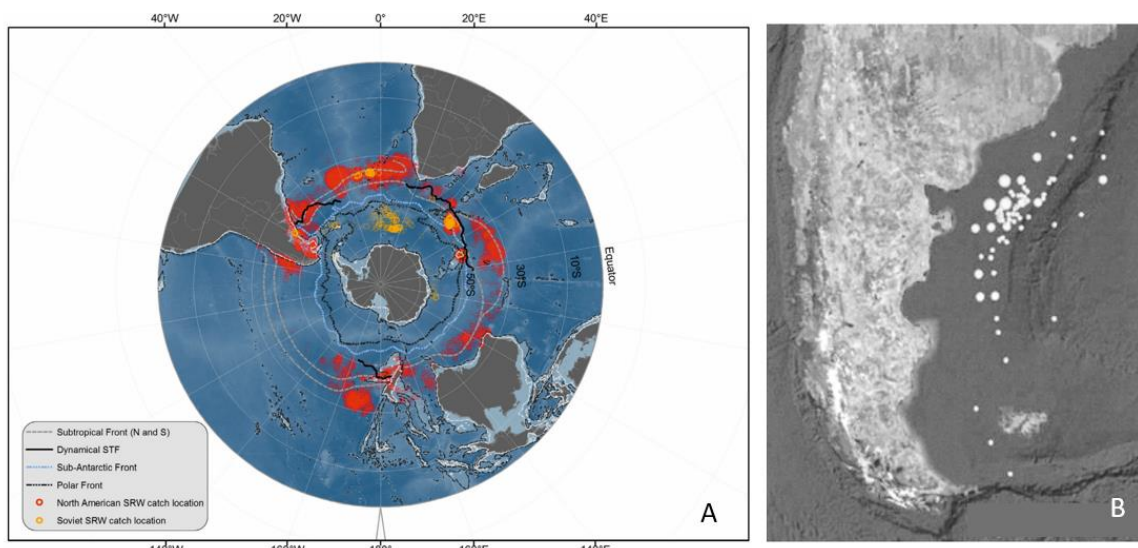 40°W 20°W 0° 20°E 40°E
Equator
10°S
30°S
50°S
Subtropical Front (N and S)
Dynamical STF
Sub-Antarctic Front
Polar Front
North American SRW catch location
Soviet SRW catch location
A
B